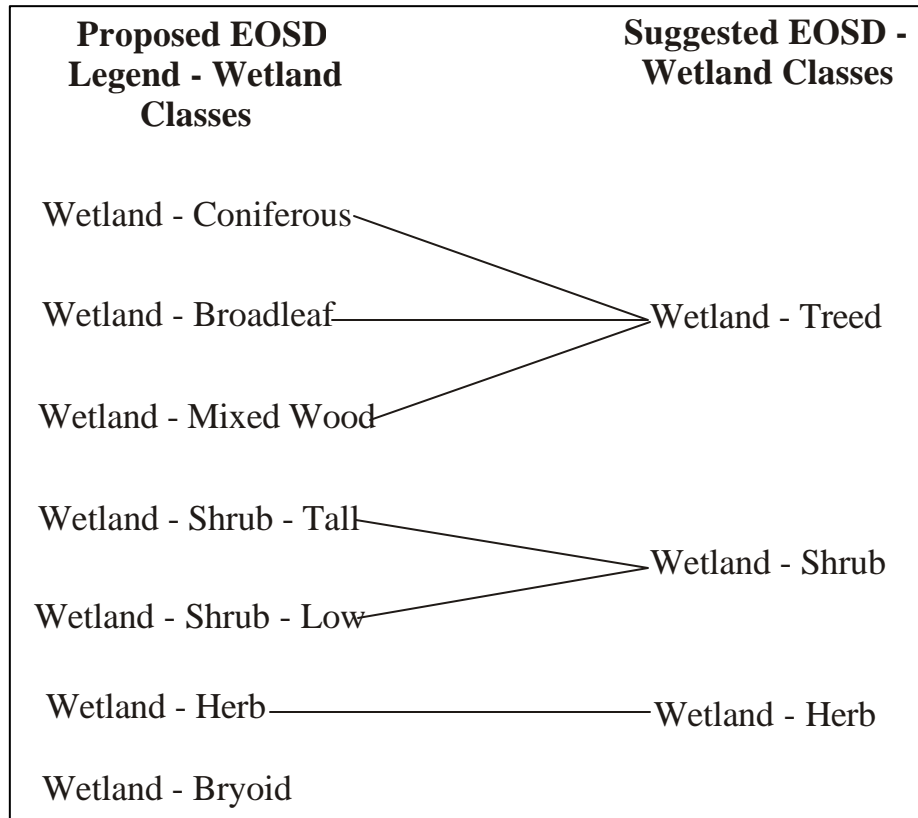 Proposed EOSD
Legend - Wetland
Classes
Suggested EOSD -
Wetland Classes
Wetland - Coniferous
Wetland - Broadleaf
Wetland - Treed
Wetland - Mixed Wood
Wetland - Shrub - Tall
Wetland - Shrub
Wetland - Shrub - Low
Wetland - Herb
Wetland - Herb
Wetland - Bryoid